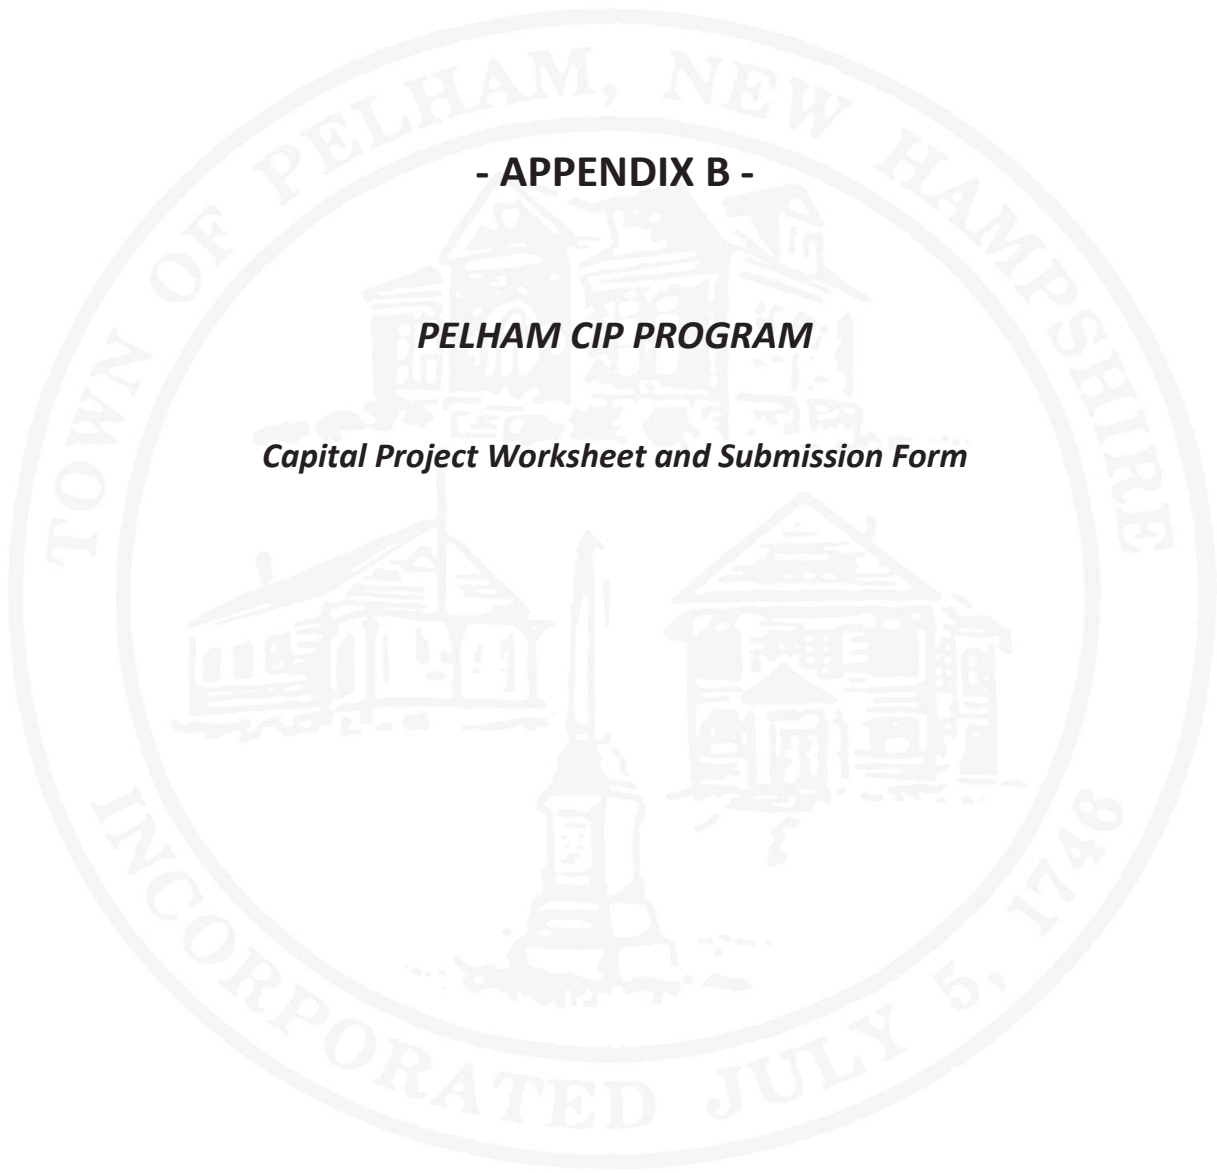 - APPENDIX B -
PELHAM CIP PROGRAM
Capital Project Worksheet and Submission Form
TOWN OF PELHAM, NEW HAMPSHIRE
INCORPORATED JULY 5, 1746